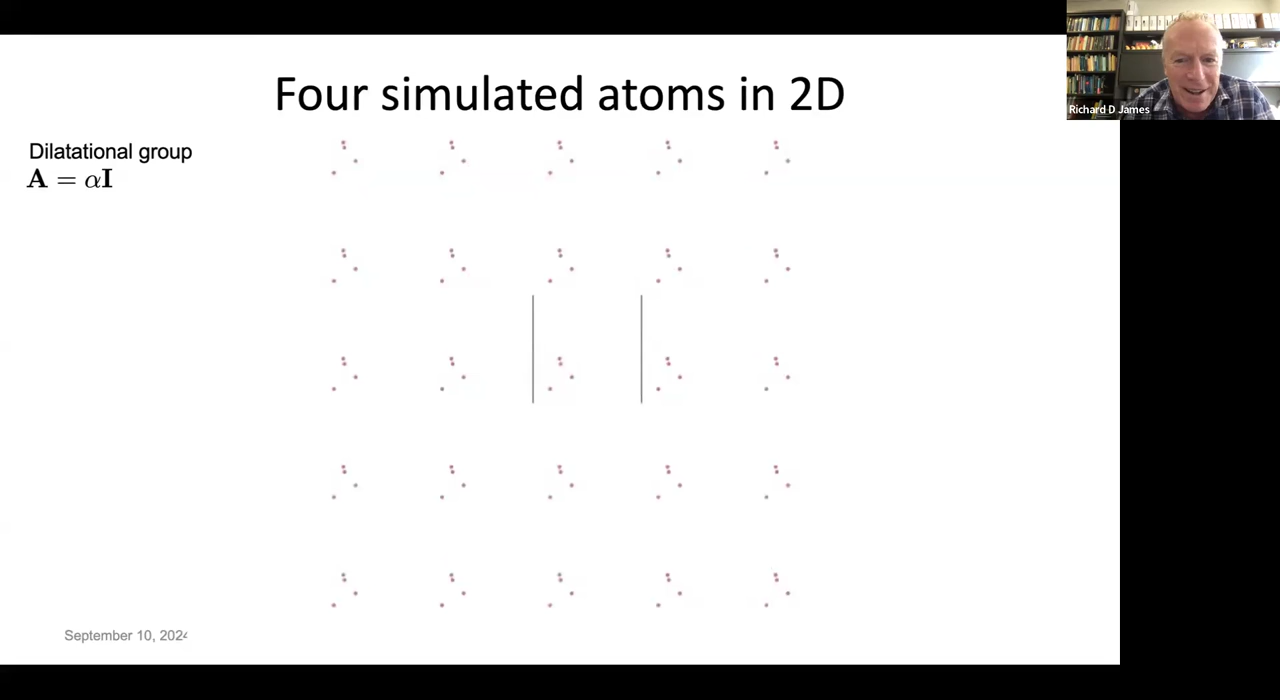 Four simulated atoms in 2D
Richard D James
Dilatational group
A = αI
September 10, 2024